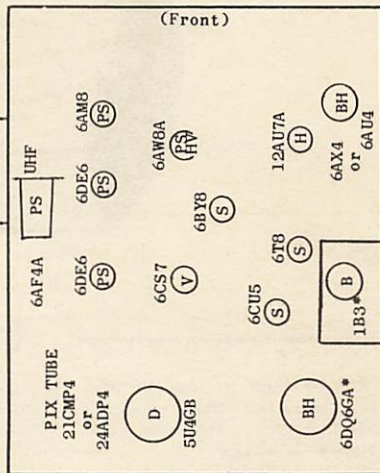 (Front)
PIX TUBE
21CMP4
or
24ADP4
6AF4A
UHF
PS
6DE6
PS
6DE6
PS
6AM8
PS
D
5U4GB
6CS7
V
6BY8
S
6AW8A
PS
HV
6CU5
S
6T8
S
12AU7A
H
BH
6DQ6GA*
B
1B3*
BH
6AX4
or
6AU4